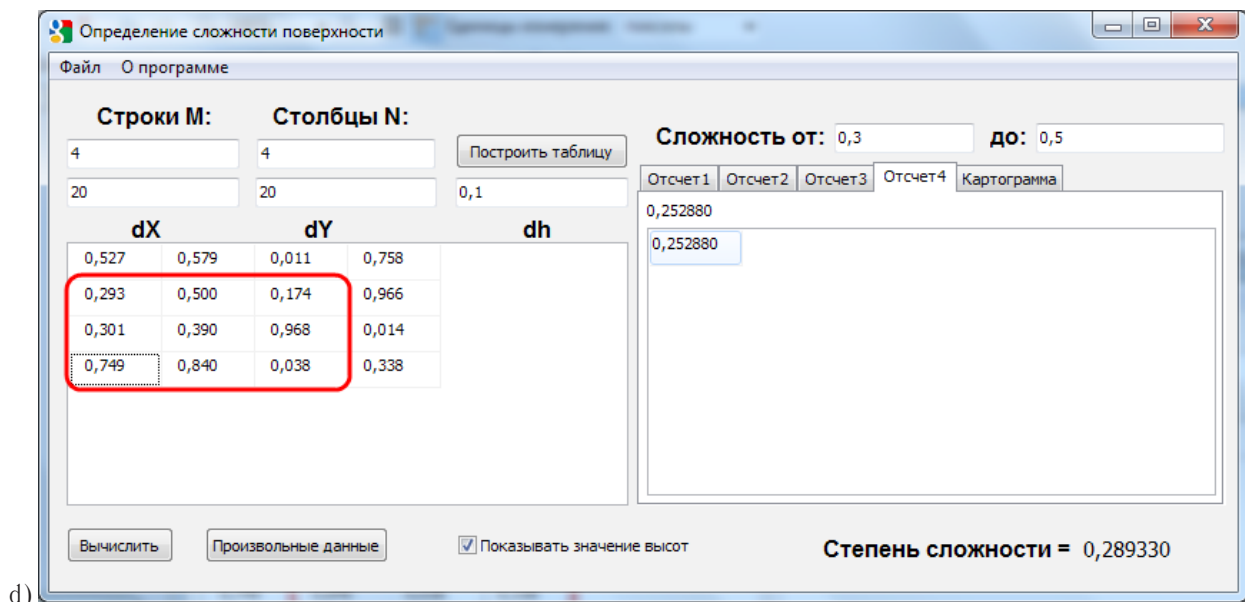 Определение сложности поверхности
Файл О программе
Строки M: Столбцы N:
4 4 Построить таблицу
20 20 0,1
dX dY dh
0,527 0,579 0,011 0,758
0,293 0,500 0,174 0,966
0,301 0,390 0,968 0,014
0,749 0,840 0,038 0,338
Вычислить Произвольные данные Показывать значение высот
Сложность от: 0,3 до: 0,5
Отсчет1 Отсчет2 Отсчет3 Отсчет4 Картограмма
0,252880
0,252880
Степень сложности = 0,289330
d)